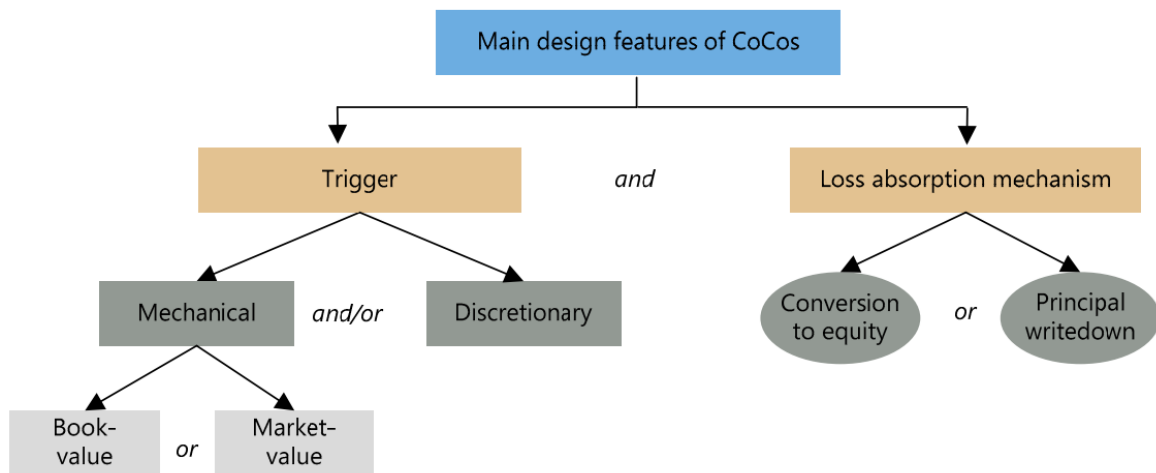 Main design features of CoCos
Trigger
and
Loss absorption mechanism
Mechanical
and/or
Discretionary
Conversion
to equity
or
Principal
writedown
Book-
value
or
Market-
value